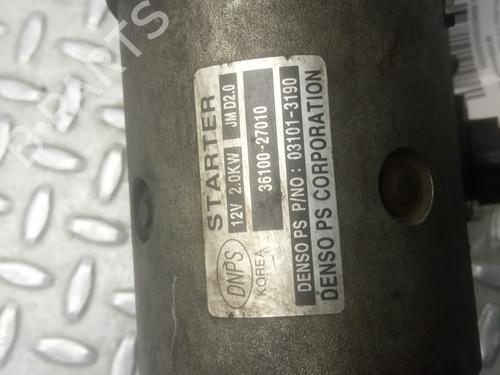 STARTER
12V 2.0KW JM D2.0
36100-27010
DNPS
KOREA
DENSO PS P/NO: 03101-3190
DENSO PS CORPORATION
B-PARTS